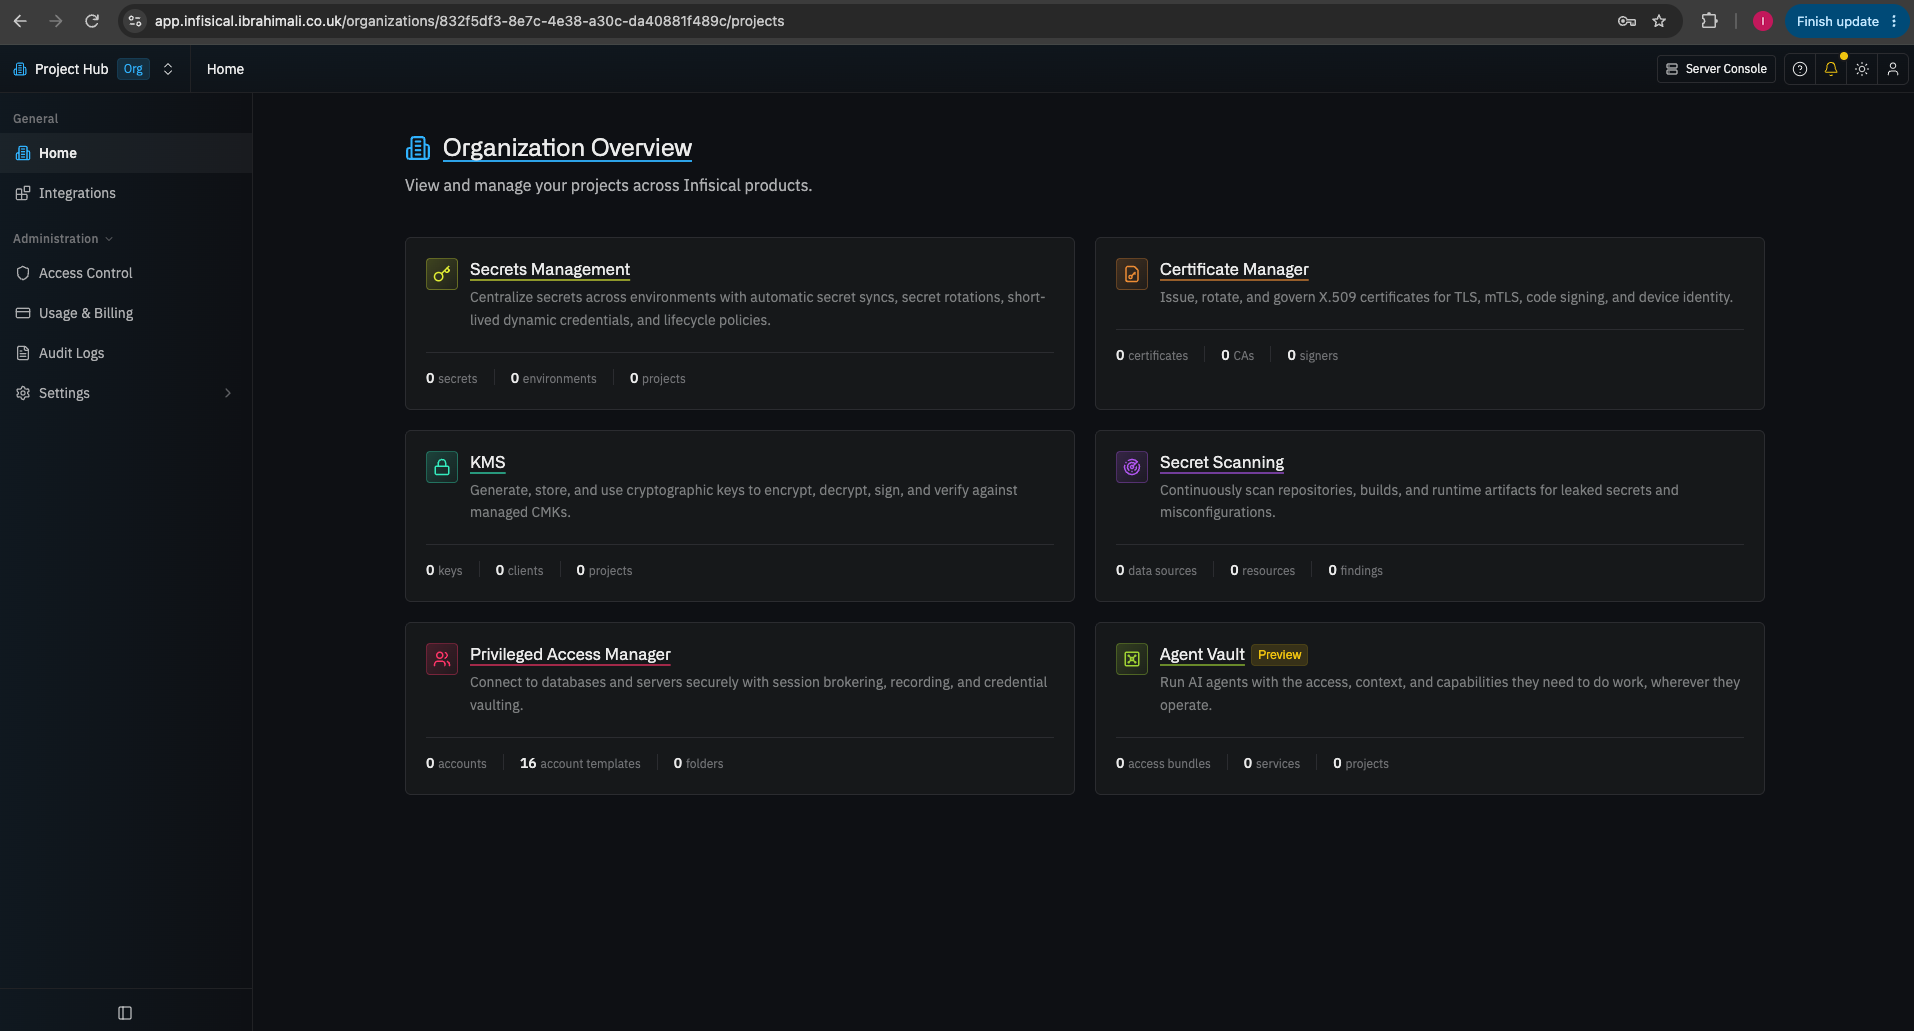 app.infisical.ibrahimali.co.uk/organizations/832f5df3-8e7c-4e38-a30c-da40881f489c/projects
I
Finish update
Project Hub Org
Home
Server Console
General
Home
Integrations
Administration
Access Control
Usage & Billing
Audit Logs
Settings
Organization Overview
View and manage your projects across Infisical products.
Secrets Management
Centralize secrets across environments with automatic secret syncs, secret rotations, short-
lived dynamic credentials, and lifecycle policies.
0 secrets 0 environments 0 projects
Certificate Manager
Issue, rotate, and govern X.509 certificates for TLS, mTLS, code signing, and device identity.
0 certificates 0 CAs 0 signers
KMS
Generate, store, and use cryptographic keys to encrypt, decrypt, sign, and verify against
managed CMKs.
0 keys 0 clients 0 projects
Secret Scanning
Continuously scan repositories, builds, and runtime artifacts for leaked secrets and
misconfigurations.
0 data sources 0 resources 0 findings
Privileged Access Manager
Connect to databases and servers securely with session brokering, recording, and credential
vaulting.
0 accounts 16 account templates 0 folders
Agent Vault Preview
Run AI agents with the access, context, and capabilities they need to do work, wherever they
operate.
0 access bundles 0 services 0 projects